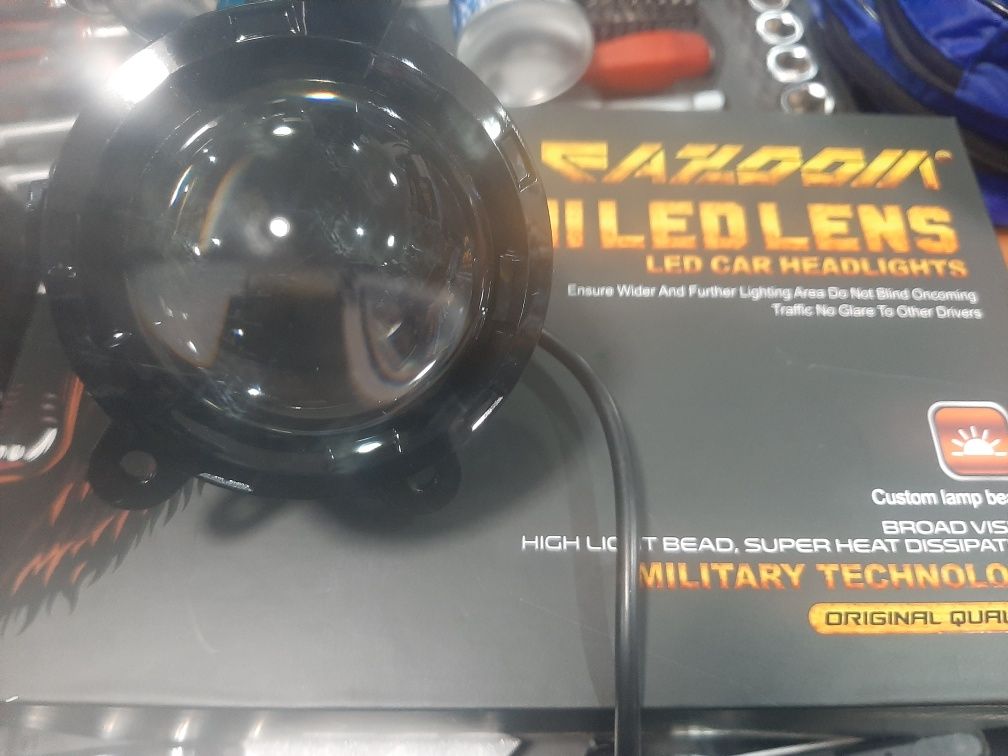 LED LENS
LED CAR HEADLIGHTS
Ensure Wider And Further Lighting Area Do Not Blind Oncoming
Traffic No Glare To Other Drivers
Custom lamp be
BROAD VIS
HIGH LIG T BEAD, SUPER HEAT DISSIPAT
MILITARY TECHNOLO
ORIGINAL QUAL